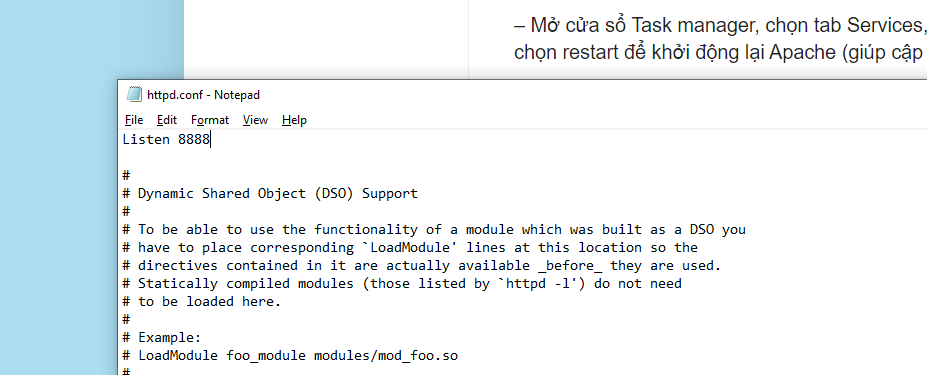 – Mở cửa sổ Task manager, chọn tab Services,
chọn restart để khởi động lại Apache (giúp cập
httpd.conf - Notepad
File Edit Format View Help
Listen 8888
#
# Dynamic Shared Object (DSO) Support
#
# To be able to use the functionality of a module which was built as a DSO you
# have to place corresponding `LoadModule' lines at this location so the
# directives contained in it are actually available _before_ they are used.
# Statically compiled modules (those listed by `httpd -l') do not need
# to be loaded here.
#
# Example:
# LoadModule foo_module modules/mod_foo.so
#